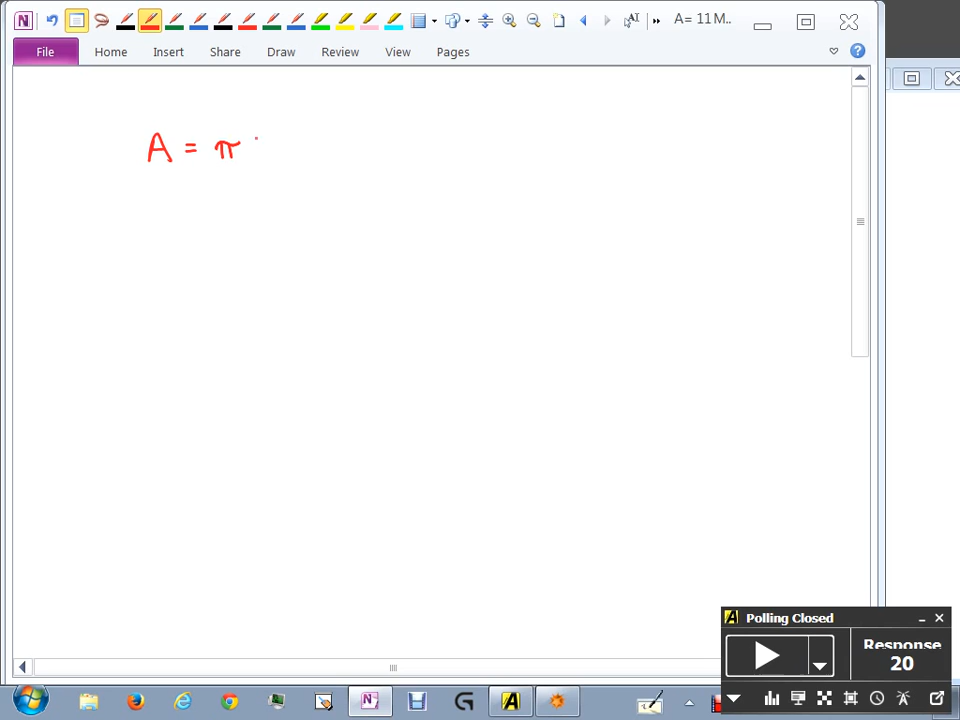 A= 11 M..
File Home Insert Share Draw Review View Pages
A = π
Polling Closed
Response
20